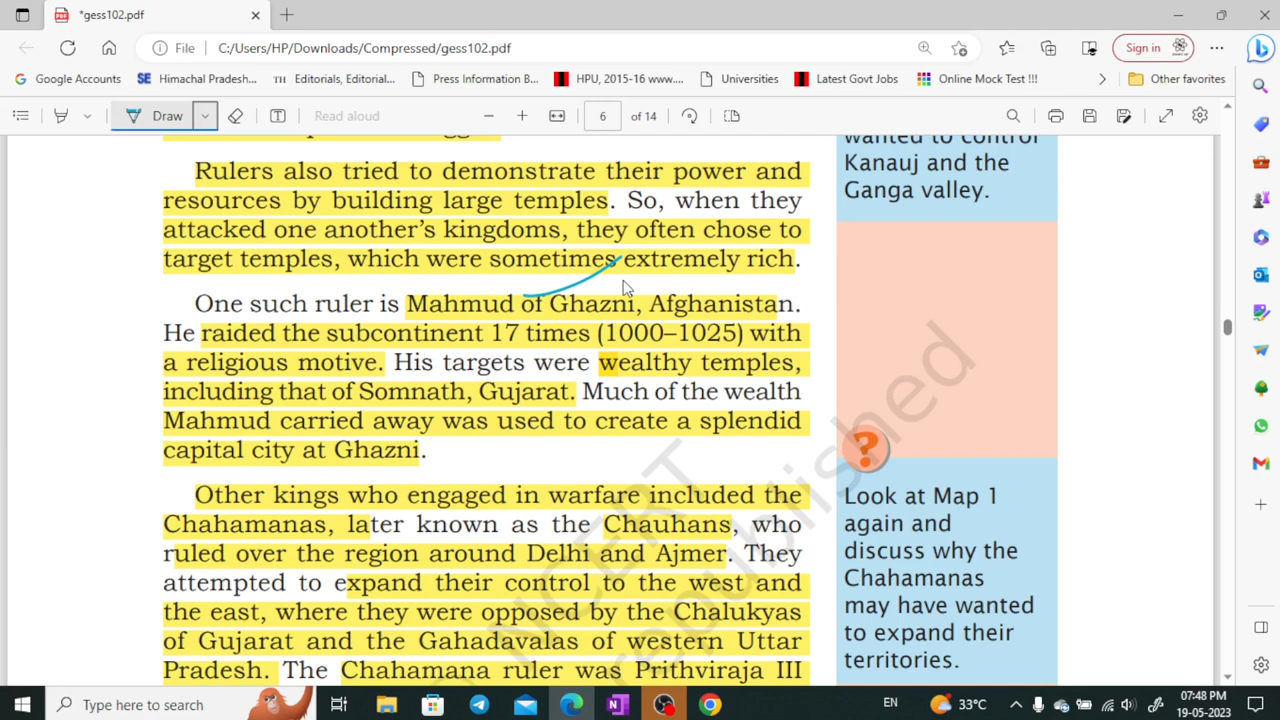 *gess102.pdf
File C:/Users/HP/Downloads/Compressed/gess102.pdf Sign in
Google Accounts SE Himachal Pradesh... TH Editorials, Editorial... Press Information B... HPU, 2015-16 www.... Universities Latest Govt Jobs Online Mock Test !!! Other favorites
Draw Read aloud 6 of 14
Rulers also tried to demonstrate their power and
resources by building large temples. So, when they
attacked one another’s kingdoms, they often chose to
target temples, which were sometimes extremely rich.
One such ruler is Mahmud of Ghazni, Afghanistan.
He raided the subcontinent 17 times (1000–1025) with
a religious motive. His targets were wealthy temples,
including that of Somnath, Gujarat. Much of the wealth
Mahmud carried away was used to create a splendid
capital city at Ghazni.
Other kings who engaged in warfare included the
Chahamanas, later known as the Chauhans, who
ruled over the region around Delhi and Ajmer. They
attempted to expand their control to the west and
the east, where they were opposed by the Chalukyas
of Gujarat and the Gahadavalas of western Uttar
Pradesh. The Chahamana ruler was Prithviraja III
wanted to control
Kanauj and the
Ganga valley.
?
Look at Map 1
again and
discuss why the
Chahamanas
may have wanted
to expand their
territories.
NCERT
republished
Type here to search EN 33°C 07:48 PM
19-05-2023